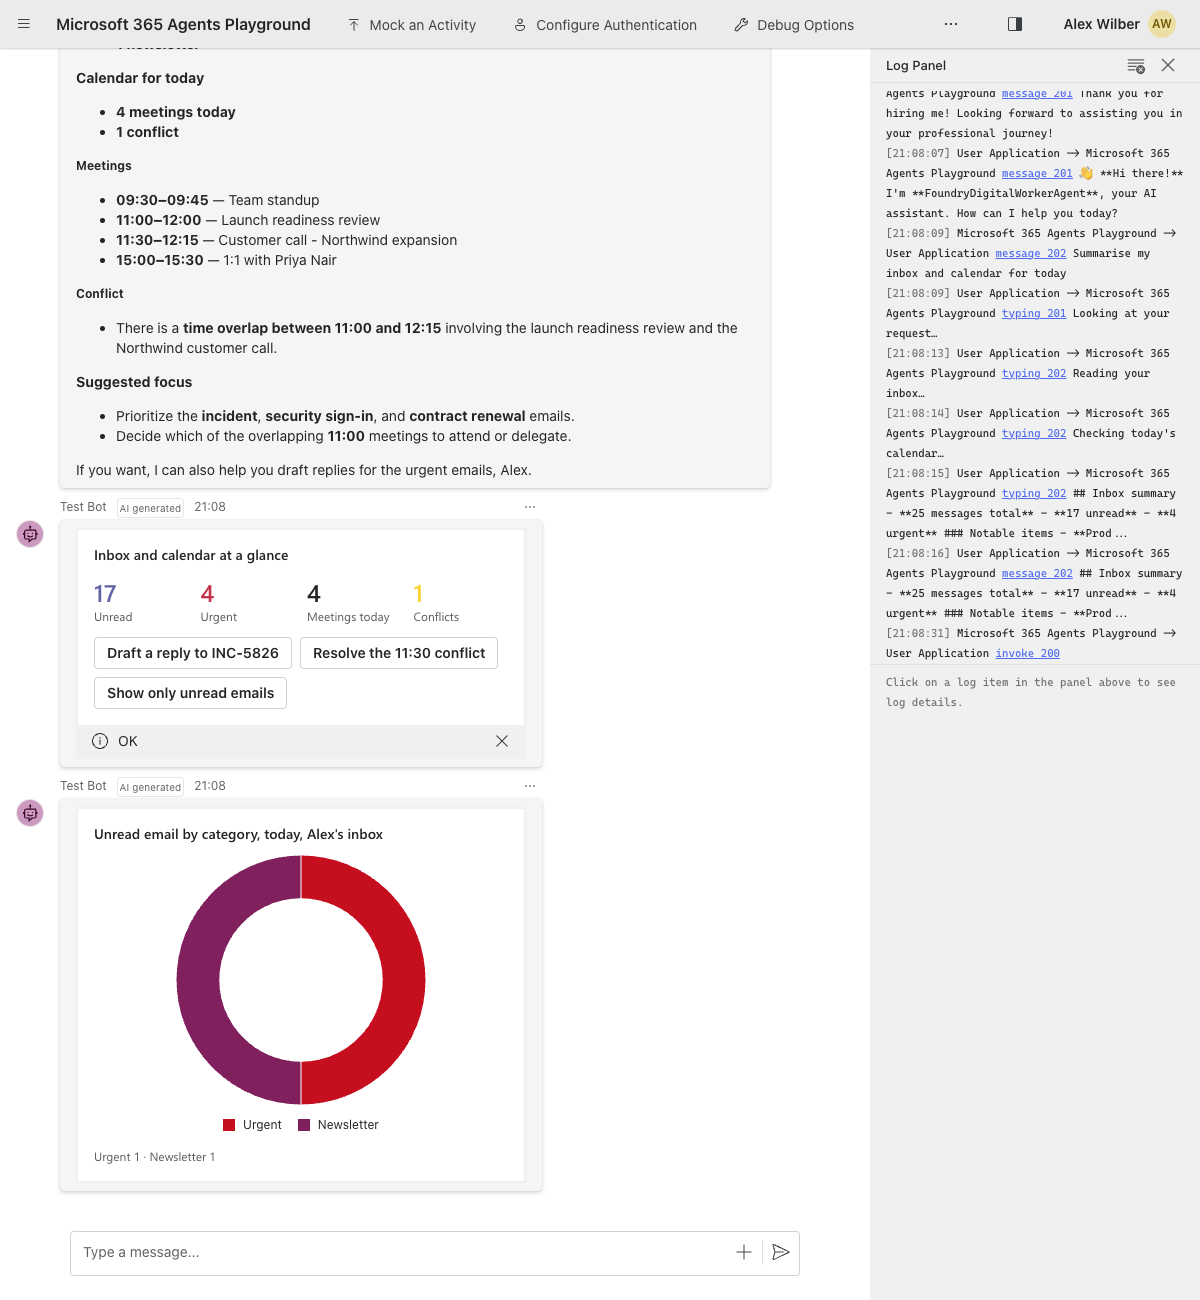 Microsoft 365 Agents Playground
Mock an Activity
Configure Authentication
Debug Options
Alex Wilber
AW
Calendar for today
4 meetings today
1 conflict
Meetings
09:30–09:45 — Team standup
11:00–12:00 — Launch readiness review
11:30–12:15 — Customer call - Northwind expansion
15:00–15:30 — 1:1 with Priya Nair
Conflict
There is a time overlap between 11:00 and 12:15 involving the launch readiness review and the
Northwind customer call.
Suggested focus
Prioritize the incident, security sign-in, and contract renewal emails.
Decide which of the overlapping 11:00 meetings to attend or delegate.
If you want, I can also help you draft replies for the urgent emails, Alex.
Test Bot AI generated 21:08
Inbox and calendar at a glance
17 4 4 1
Unread Urgent Meetings today Conflicts
Draft a reply to INC-5826
Resolve the 11:30 conflict
Show only unread emails
OK
Test Bot AI generated 21:08
Unread email by category, today, Alex's inbox
Urgent Newsletter
Urgent 1 · Newsletter 1
Type a message...
Log Panel
Agents Playground message 201 Thank you for
hiring me! Looking forward to assisting you in
your professional journey!
[21:08:07] User Application → Microsoft 365
Agents Playground message 201 👋 **Hi there!**
I'm **FoundryDigitalWorkerAgent**, your AI
assistant. How can I help you today?
[21:08:09] Microsoft 365 Agents Playground →
User Application message 202 Summarise my
inbox and calendar for today
[21:08:09] User Application → Microsoft 365
Agents Playground typing 201 Looking at your
request…
[21:08:13] User Application → Microsoft 365
Agents Playground typing 202 Reading your
inbox…
[21:08:14] User Application → Microsoft 365
Agents Playground typing 202 Checking today's
calendar…
[21:08:15] User Application → Microsoft 365
Agents Playground typing 202 ## Inbox summary
- **25 messages total** - **17 unread** - **4
urgent** ### Notable items - **Prod...
[21:08:16] User Application → Microsoft 365
Agents Playground message 202 ## Inbox summary
- **25 messages total** - **17 unread** - **4
urgent** ### Notable items - **Prod...
[21:08:31] Microsoft 365 Agents Playground →
User Application invoke 200
Click on a log item in the panel above to see
log details.